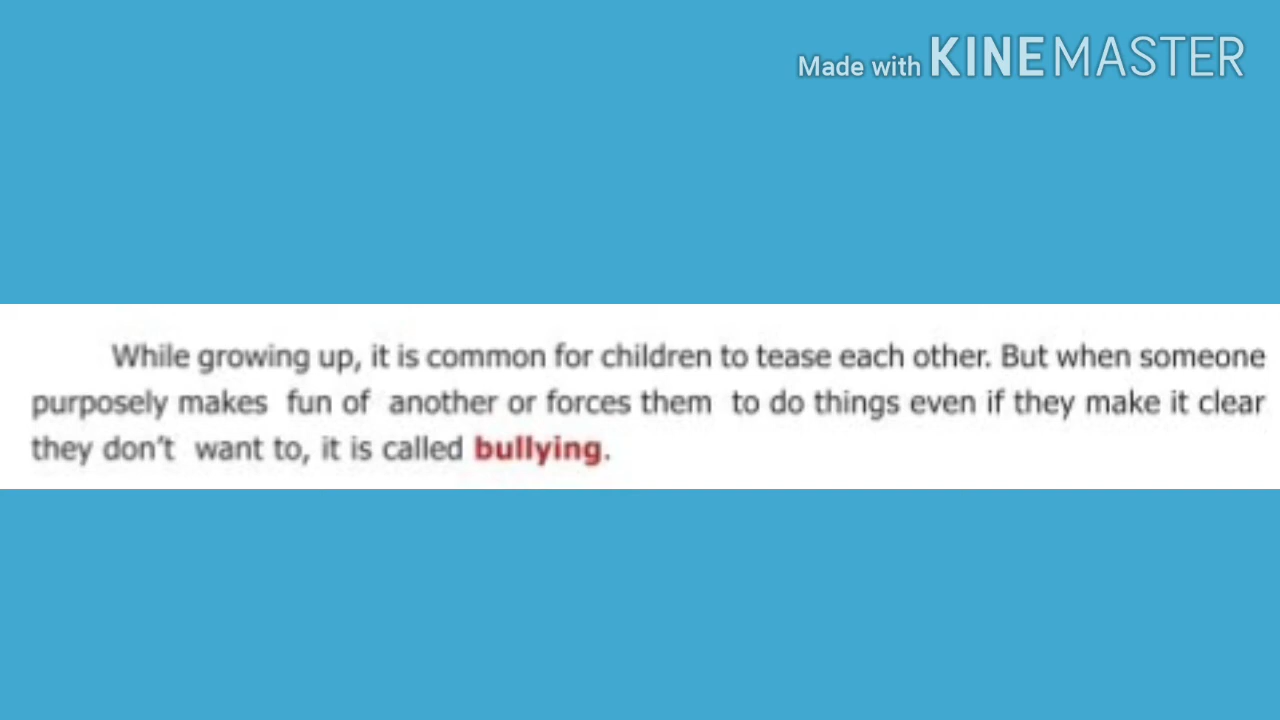 Made with KINEMASTER
While growing up, it is common for children to tease each other. But when someone
purposely makes fun of another or forces them to do things even if they make it clear
they don't want to, it is called bullying.